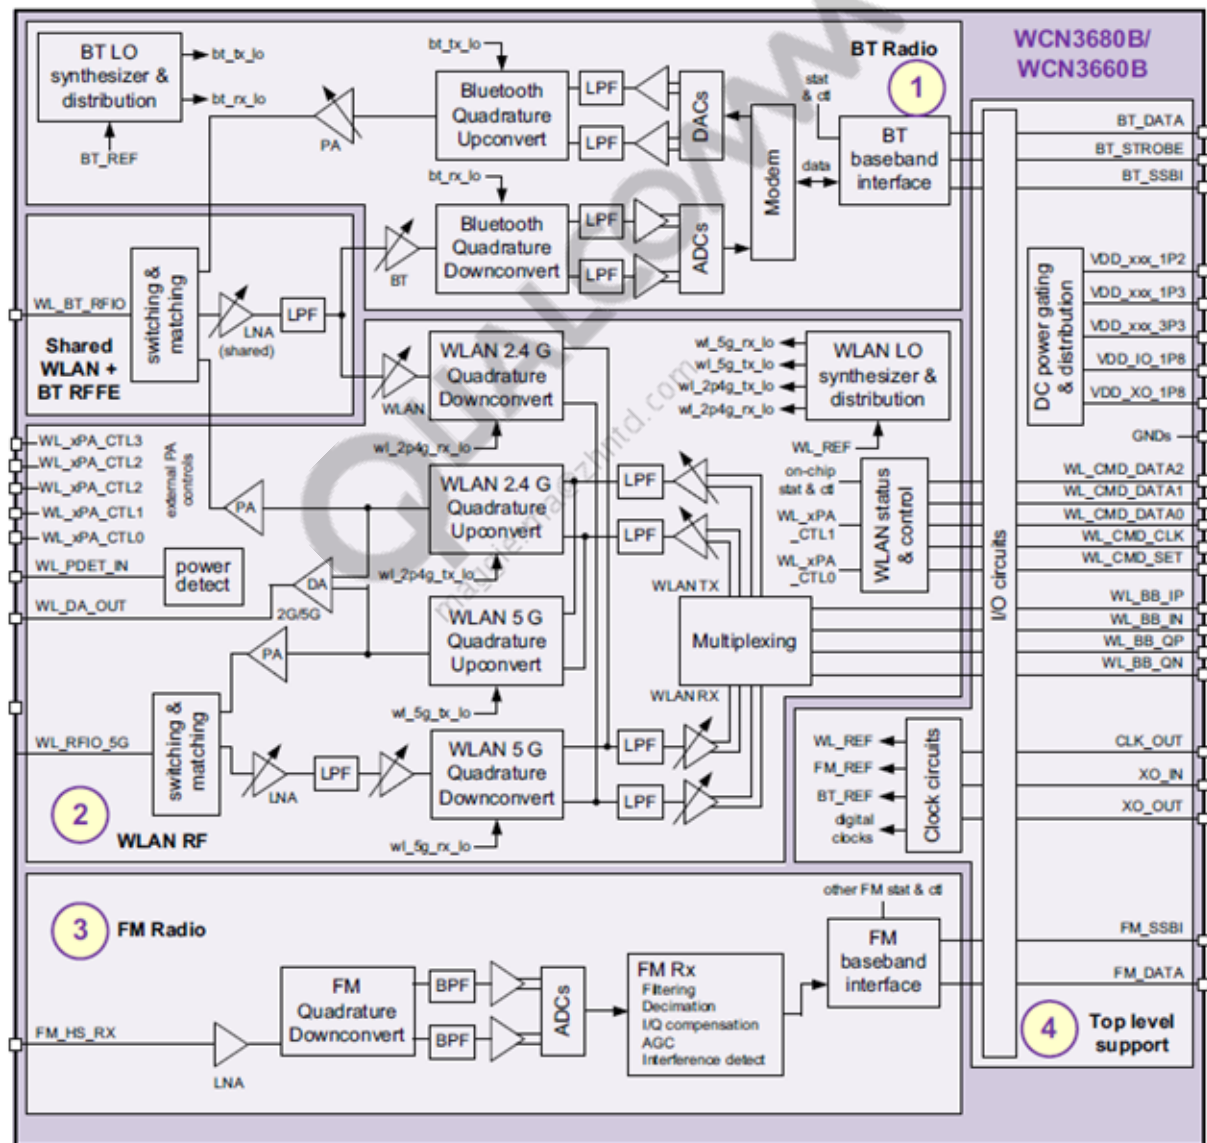 WCN3680B/
WCN3660B
BT Radio
1
BT LO
synthesizer &
distribution
bt_tx_lo
bt_rx_lo
BT_REF
PA
bt_tx_lo
Bluetooth
Quadrature
Upconvert
LPF
LPF
DACs
Modem
stat
& ctl
data
BT
baseband
interface
bt_rx_lo
BT
Bluetooth
Quadrature
Downconvert
LPF
LPF
ADCs
BT_DATA
BT_STROBE
BT_SSBI
WL_BT_RFIO
switching &
matching
LNA
(shared)
LPF
Shared
WLAN +
BT RFFE
DC power gating
& distribution
VDD_xxx_1P2
VDD_xxx_1P3
VDD_xxx_3P3
VDD_IO_1P8
VDD_XO_1P8
GNDs
WLAN
WLAN 2.4 G
Quadrature
Downconvert
wl_2p4g_rx_lo
wl_5g_rx_lo
wl_5g_tx_lo
wl_2p4g_tx_lo
wl_2p4g_rx_lo
WLAN LO
synthesizer &
distribution
WL_REF
WL_xPA_CTL3
WL_xPA_CTL2
WL_xPA_CTL2
WL_xPA_CTL1
WL_xPA_CTL0
external PA
controls
PA
WLAN 2.4 G
Quadrature
Upconvert
wl_2p4g_tx_lo
LPF
LPF
WLAN TX
on-chip
stat & ctl
WL_xPA
_CTL1
WL_xPA
_CTL0
WLAN status
& control
I/O circuits
WL_CMD_DATA2
WL_CMD_DATA1
WL_CMD_DATA0
WL_CMD_CLK
WL_CMD_SET
WL_PDET_IN
power
detect
WL_DA_OUT
DA
2G/5G
PA
WLAN 5 G
Quadrature
Upconvert
wl_5g_tx_lo
Multiplexing
WLAN RX
WL_BB_IP
WL_BB_IN
WL_BB_QP
WL_BB_QN
WL_RFIO_5G
switching &
matching
LNA
LPF
WLAN 5 G
Quadrature
Downconvert
wl_5g_rx_lo
LPF
LPF
2
WLAN RF
WL_REF
FM_REF
BT_REF
digital
clocks
Clock circuits
CLK_OUT
XO_IN
XO_OUT
3
FM Radio
FM_HS_RX
LNA
FM
Quadrature
Downconvert
BPF
BPF
ADCs
FM Rx
Filtering
Decimation
I/Q compensation
AGC
Interference detect
other FM stat & ctl
FM
baseband
interface
FM_SSBI
FM_DATA
4
Top level
support
QUALCOMM